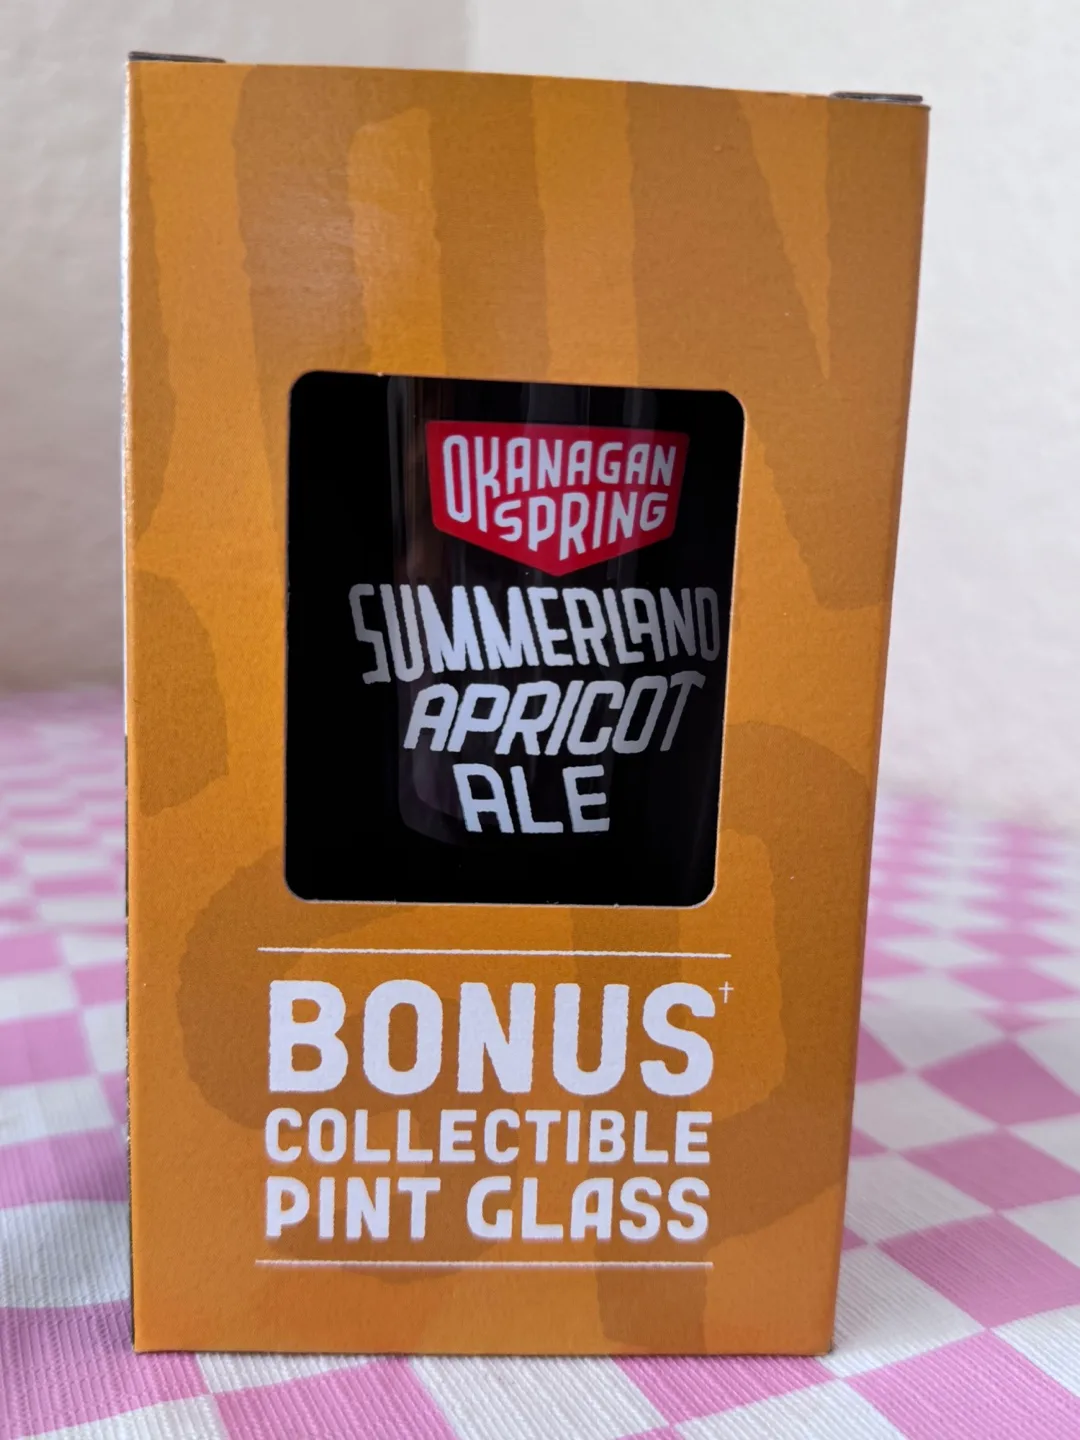 OKANAGAN
SPRING
SUMMERLAND
APRICOT
ALE
BONUS†
COLLECTIBLE
PINT GLASS